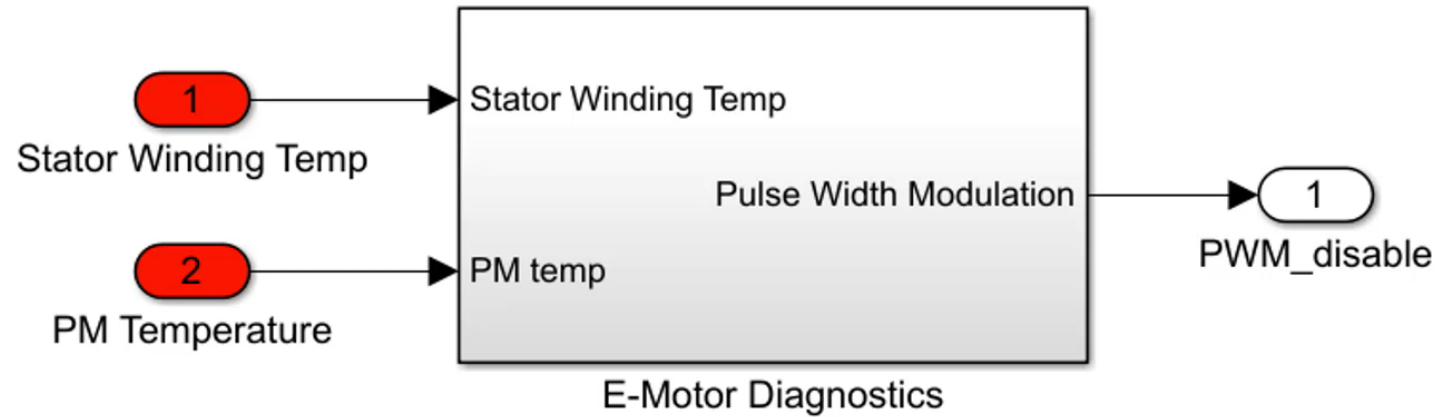 1
Stator Winding Temp
Stator Winding Temp
Pulse Width Modulation
1
PWM_disable
2
PM temp
PM Temperature
E-Motor Diagnostics